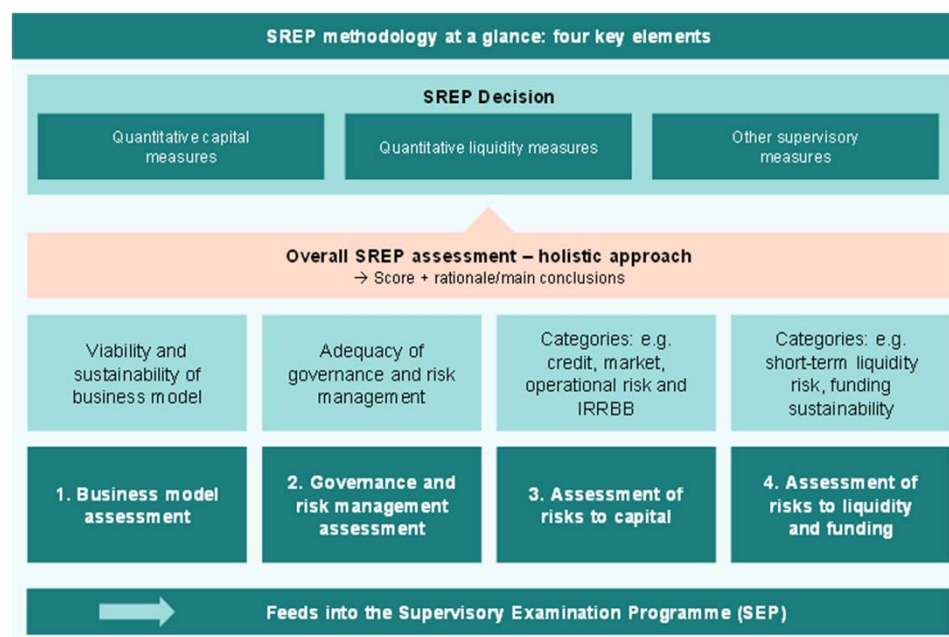 SREP methodology at a glance: four key elements
SREP Decision
Quantitative capital
measures
Quantitative liquidity measures
Other supervisory
measures
Overall SREP assessment – holistic approach
→ Score + rationale/main conclusions
Viability and
sustainability of
business model
Adequacy of
governance and risk
management
Categories: e.g.
credit, market,
operational risk and
IRRBB
Categories: e.g.
short-term liquidity
risk, funding
sustainability
1. Business model
assessment
2. Governance and
risk management
assessment
3. Assessment of
risks to capital
4. Assessment of
risks to liquidity
and funding
Feeds into the Supervisory Examination Programme (SEP)